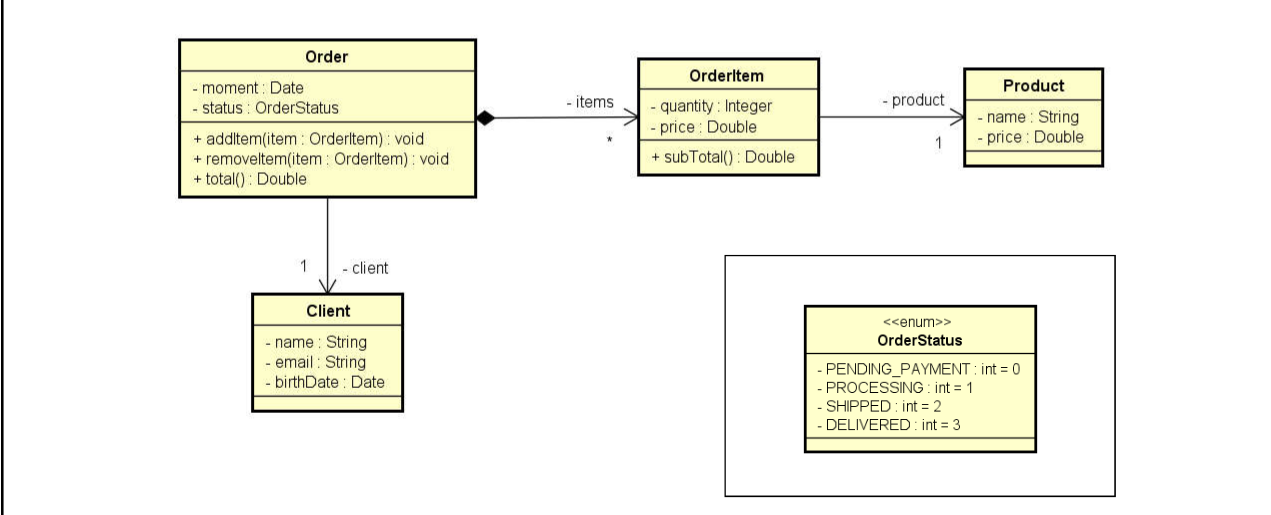 Order
- moment : Date
- status : OrderStatus
+ addItem(item : OrderItem) : void
+ removeItem(item : OrderItem) : void
+ total() : Double
- items
*
OrderItem
- quantity : Integer
- price : Double
+ subTotal() : Double
- product
1
Product
- name : String
- price : Double
1
- client
Client
- name : String
- email : String
- birthDate : Date
<<enum>>
OrderStatus
- PENDING_PAYMENT : int = 0
- PROCESSING : int = 1
- SHIPPED : int = 2
- DELIVERED : int = 3